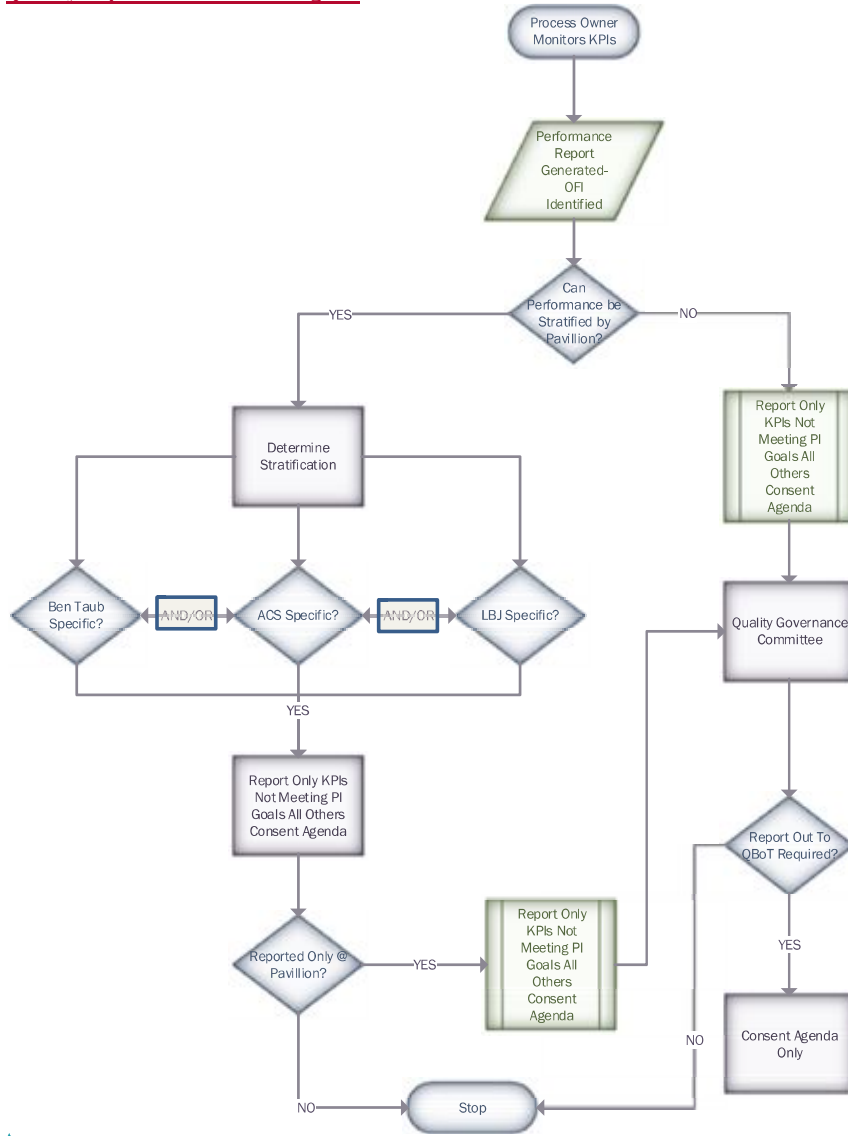 Process Owner
Monitors KPIs
Performance
Report
Generated-
OFI
Identified
Can
Performance be
Stratified by
Pavillion?
YES
NO
Report Only
KPIs Not
Meeting PI
Goals All
Others
Consent
Agenda
Determine
Stratification
Ben Taub
Specific?
AND/OR
ACS Specific?
AND/OR
LBJ Specific?
Quality Governance
Committee
YES
Report Only KPIs
Not Meeting PI
Goals All Others
Consent Agenda
Report Out To
QBoT Required?
Reported Only @
Pavillion?
YES
Report Only
KPIs Not
Meeting PI
Goals All
Others
Consent
Agenda
YES
Consent Agenda
Only
NO
NO
Stop